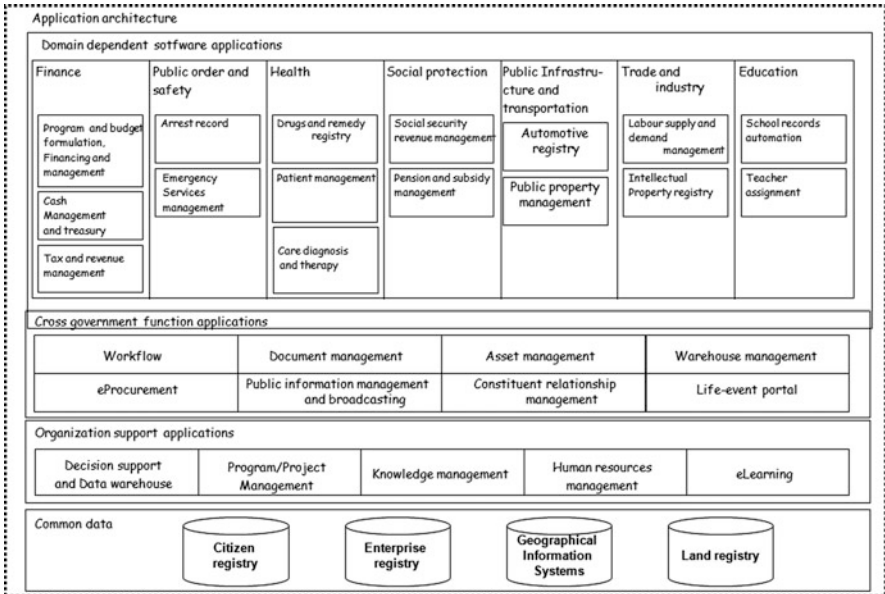 Application architecture
Domain dependent sotfware applications
Finance
Program and budget
formulation,
Financing and
management
Cash
Management
and treasury
Tax and revenue
management
Public order and
safety
Arrest record
Emergency
Services
management
Health
Drugs and remedy
registry
Patient management
Care diagnosis
and therapy
Social protection
Social security
revenue management
Pension and subsidy
management
Public Infrastru-
cture and
transportation
Automotive
registry
Public property
management
Trade and
industry
Labour supply and
demand
management
Intellectual
Property registry
Education
School records
automation
Teacher
assignment
Cross government function applications
Workflow
Document management
Asset management
Warehouse management
eProcurement
Public information management
and broadcasting
Constituent relationship
management
Life-event portal
Organization support applications
Decision support
and Data warehouse
Program/Project
Management
Knowledge management
Human resources
management
eLearning
Common data
Citizen
registry
Enterprise
registry
Geographical
Information
Systems
Land registry